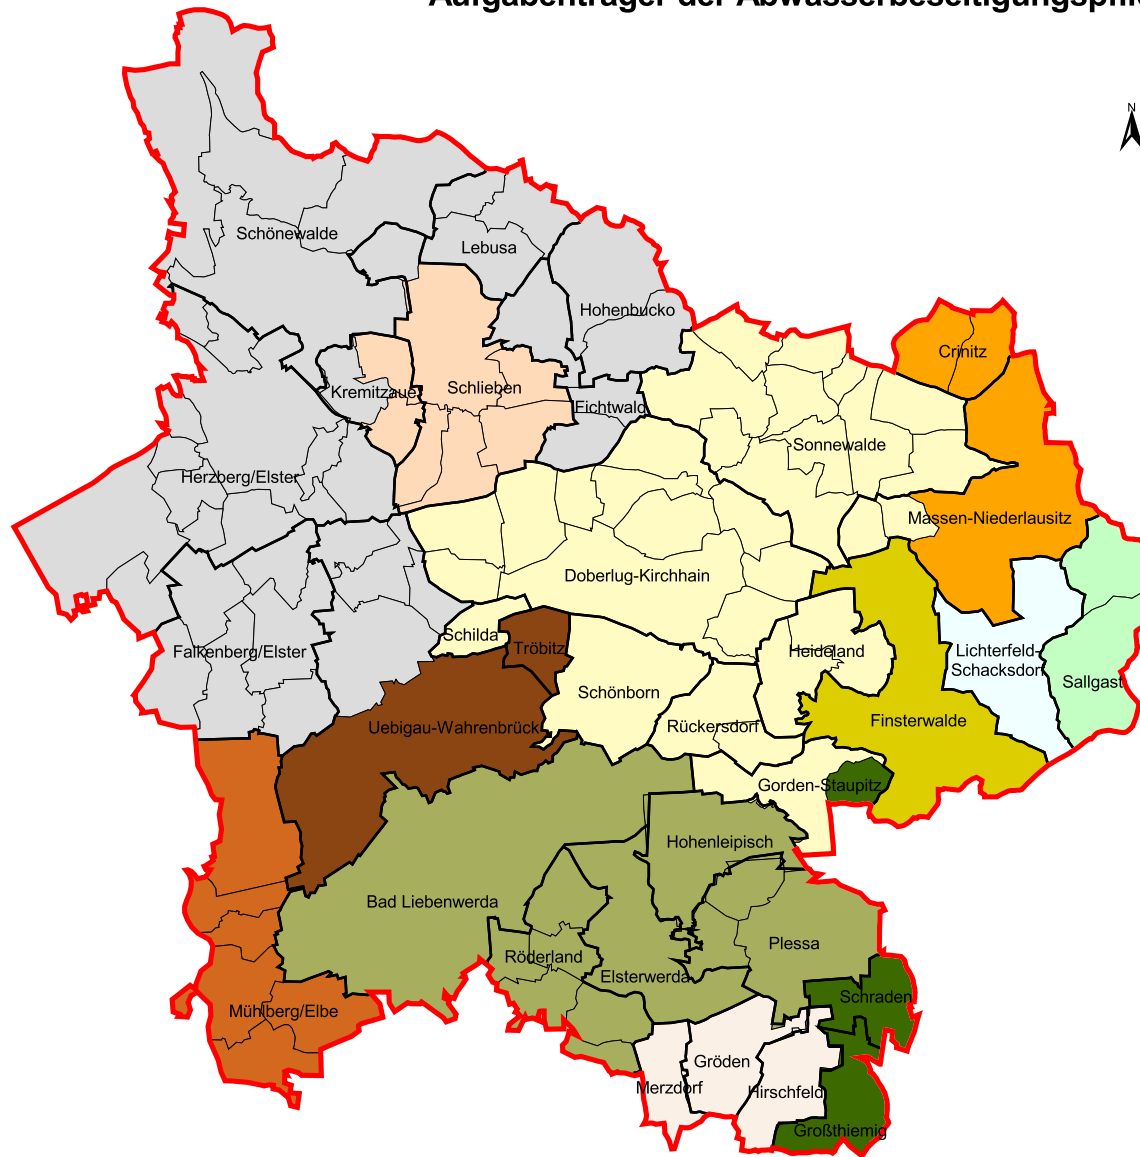 N
Schönewalde
Lebusa
Hohenbucko
Crinitz
Kremitzaue
Schlieben
Fichtwald
Sonnewalde
Herzberg/Elster
Massen-Niederlausitz
Doberlug-Kirchhain
Schilda
Tröbitz
Falkenberg/Elster
Heideland
Lichterfeld-
Schacksdorf
Sallgast
Schönborn
Uebigau-Wahrenbrück
Rückersdorf
Finsterwalde
Gorden-Staupitz
Hohenleipisch
Bad Liebenwerda
Plessa
Röderland
Elsterwerda
Schraden
Mühlberg/Elbe
Gröden
Merzdorf
Hirschfeld
Großthiemig